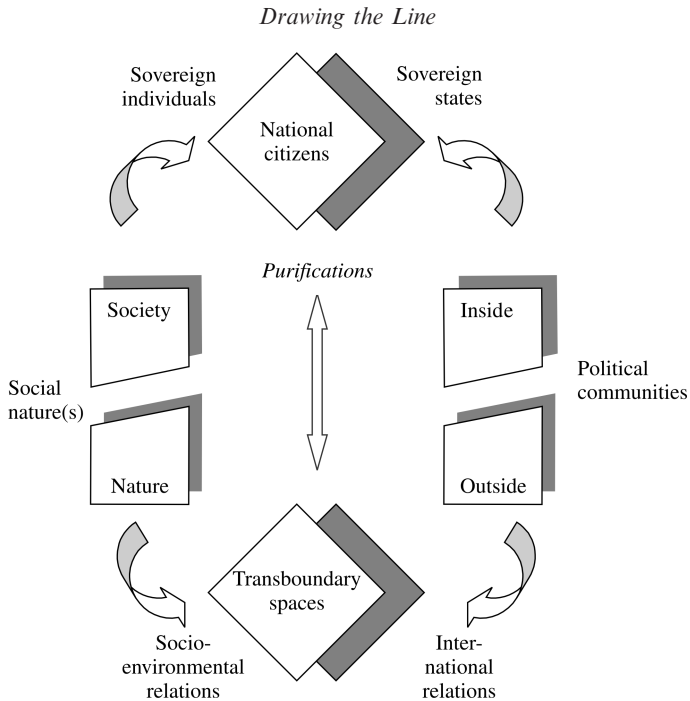 Drawing the Line
Sovereign
individuals
Sovereign
states
National
citizens
Purifications
Society
Inside
Social
nature(s)
Political
communities
Nature
Outside
Transboundary
spaces
Socio-
environmental
relations
Inter-
national
relations